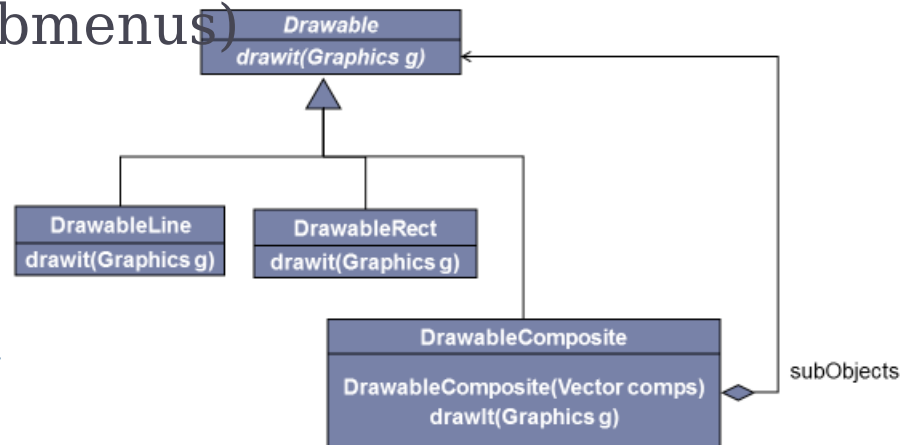 bmenus)
Drawable
drawit(Graphics g)
DrawableLine
drawit(Graphics g)
DrawableRect
drawit(Graphics g)
DrawableComposite
DrawableComposite(Vector comps)
drawIt(Graphics g)
subObjects